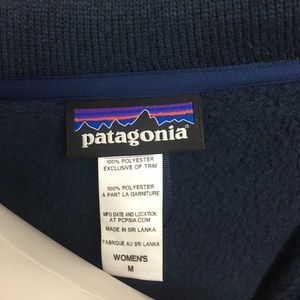 patagonia
100% POLYESTER
EXCLUSIVE OF TRIM
100% POLYESTER
A PART LA GARNITURE
MFG DATE AND LOCATION
AT PCPSIA.COM
MADE IN SRI LANKA
FABRIQUÉ AU SRI LANKA
WOMEN'S
M